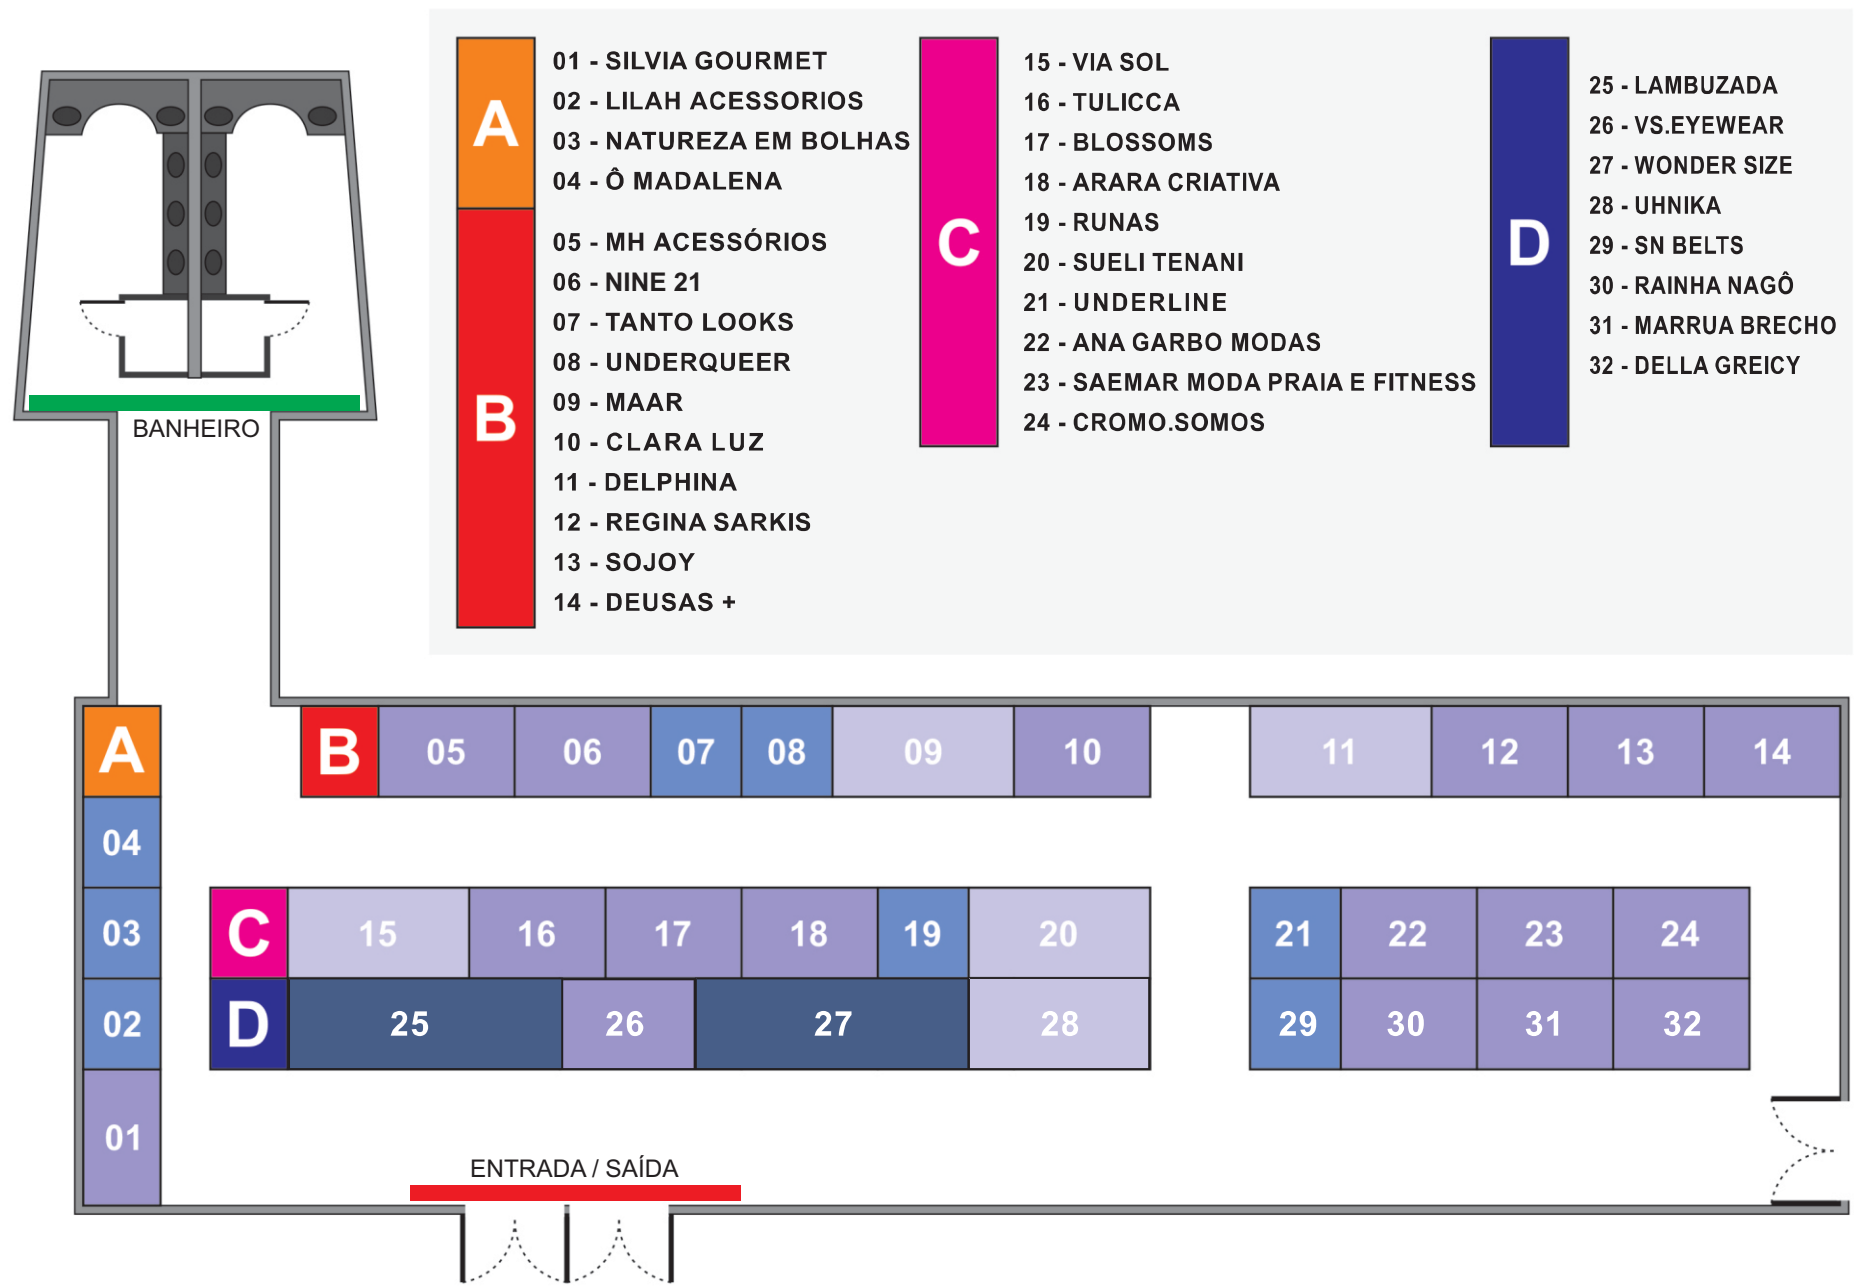 A
01 - SILVIA GOURMET
02 - LILAH ACESSORIOS
03 - NATUREZA EM BOLHAS
04 - Ô MADALENA
B
05 - MH ACESSÓRIOS
06 - NINE 21
07 - TANTO LOOKS
08 - UNDERQUEER
09 - MAAR
10 - CLARA LUZ
11 - DELPHINA
12 - REGINA SARKIS
13 - SOJOY
14 - DEUSAS +
C
15 - VIA SOL
16 - TULICCA
17 - BLOSSOMS
18 - ARARA CRIATIVA
19 - RUNAS
20 - SUELI TENANI
21 - UNDERLINE
22 - ANA GARBO MODAS
23 - SAEMAR MODA PRAIA E FITNESS
24 - CROMO.SOMOS
D
25 - LAMBUZADA
26 - VS.EYEWEAR
27 - WONDER SIZE
28 - UHNIKA
29 - SN BELTS
30 - RAINHA NAGÔ
31 - MARRUA BRECHO
32 - DELLA GREICY
BANHEIRO
A
04
03
02
01
B 05 06 07 08 09 10 11 12 13 14
C 15 16 17 18 19 20 21 22 23 24
D 25 26 27 28 29 30 31 32
ENTRADA / SAÍDA